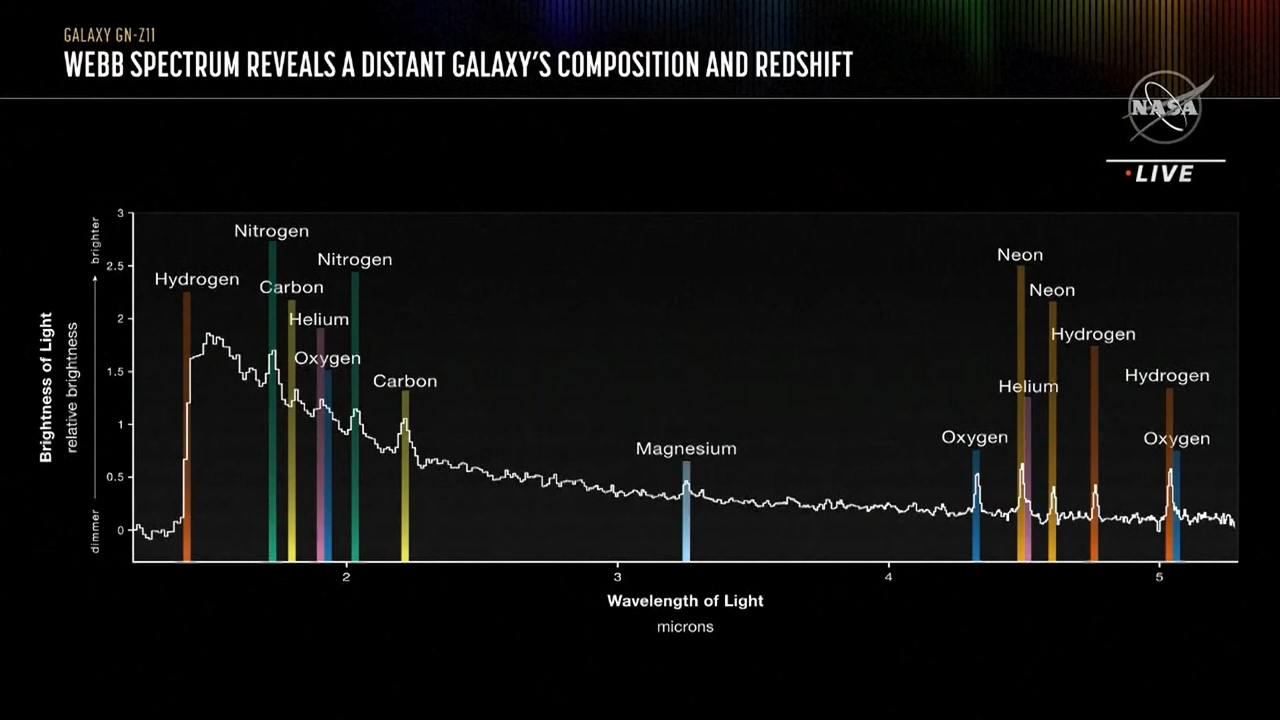 GALAXY GN-Z11
WEBB SPECTRUM REVEALS A DISTANT GALAXY'S COMPOSITION AND REDSHIFT
NASA
LIVE
Brightness of Light
relative brightness
dimmer
brighter
3
2.5
2
1.5
1
0.5
0
Hydrogen
Nitrogen
Carbon
Helium
Oxygen
Nitrogen
Carbon
Magnesium
Oxygen
Neon
Helium
Neon
Hydrogen
Hydrogen
Oxygen
2 3 4 5
Wavelength of Light
microns